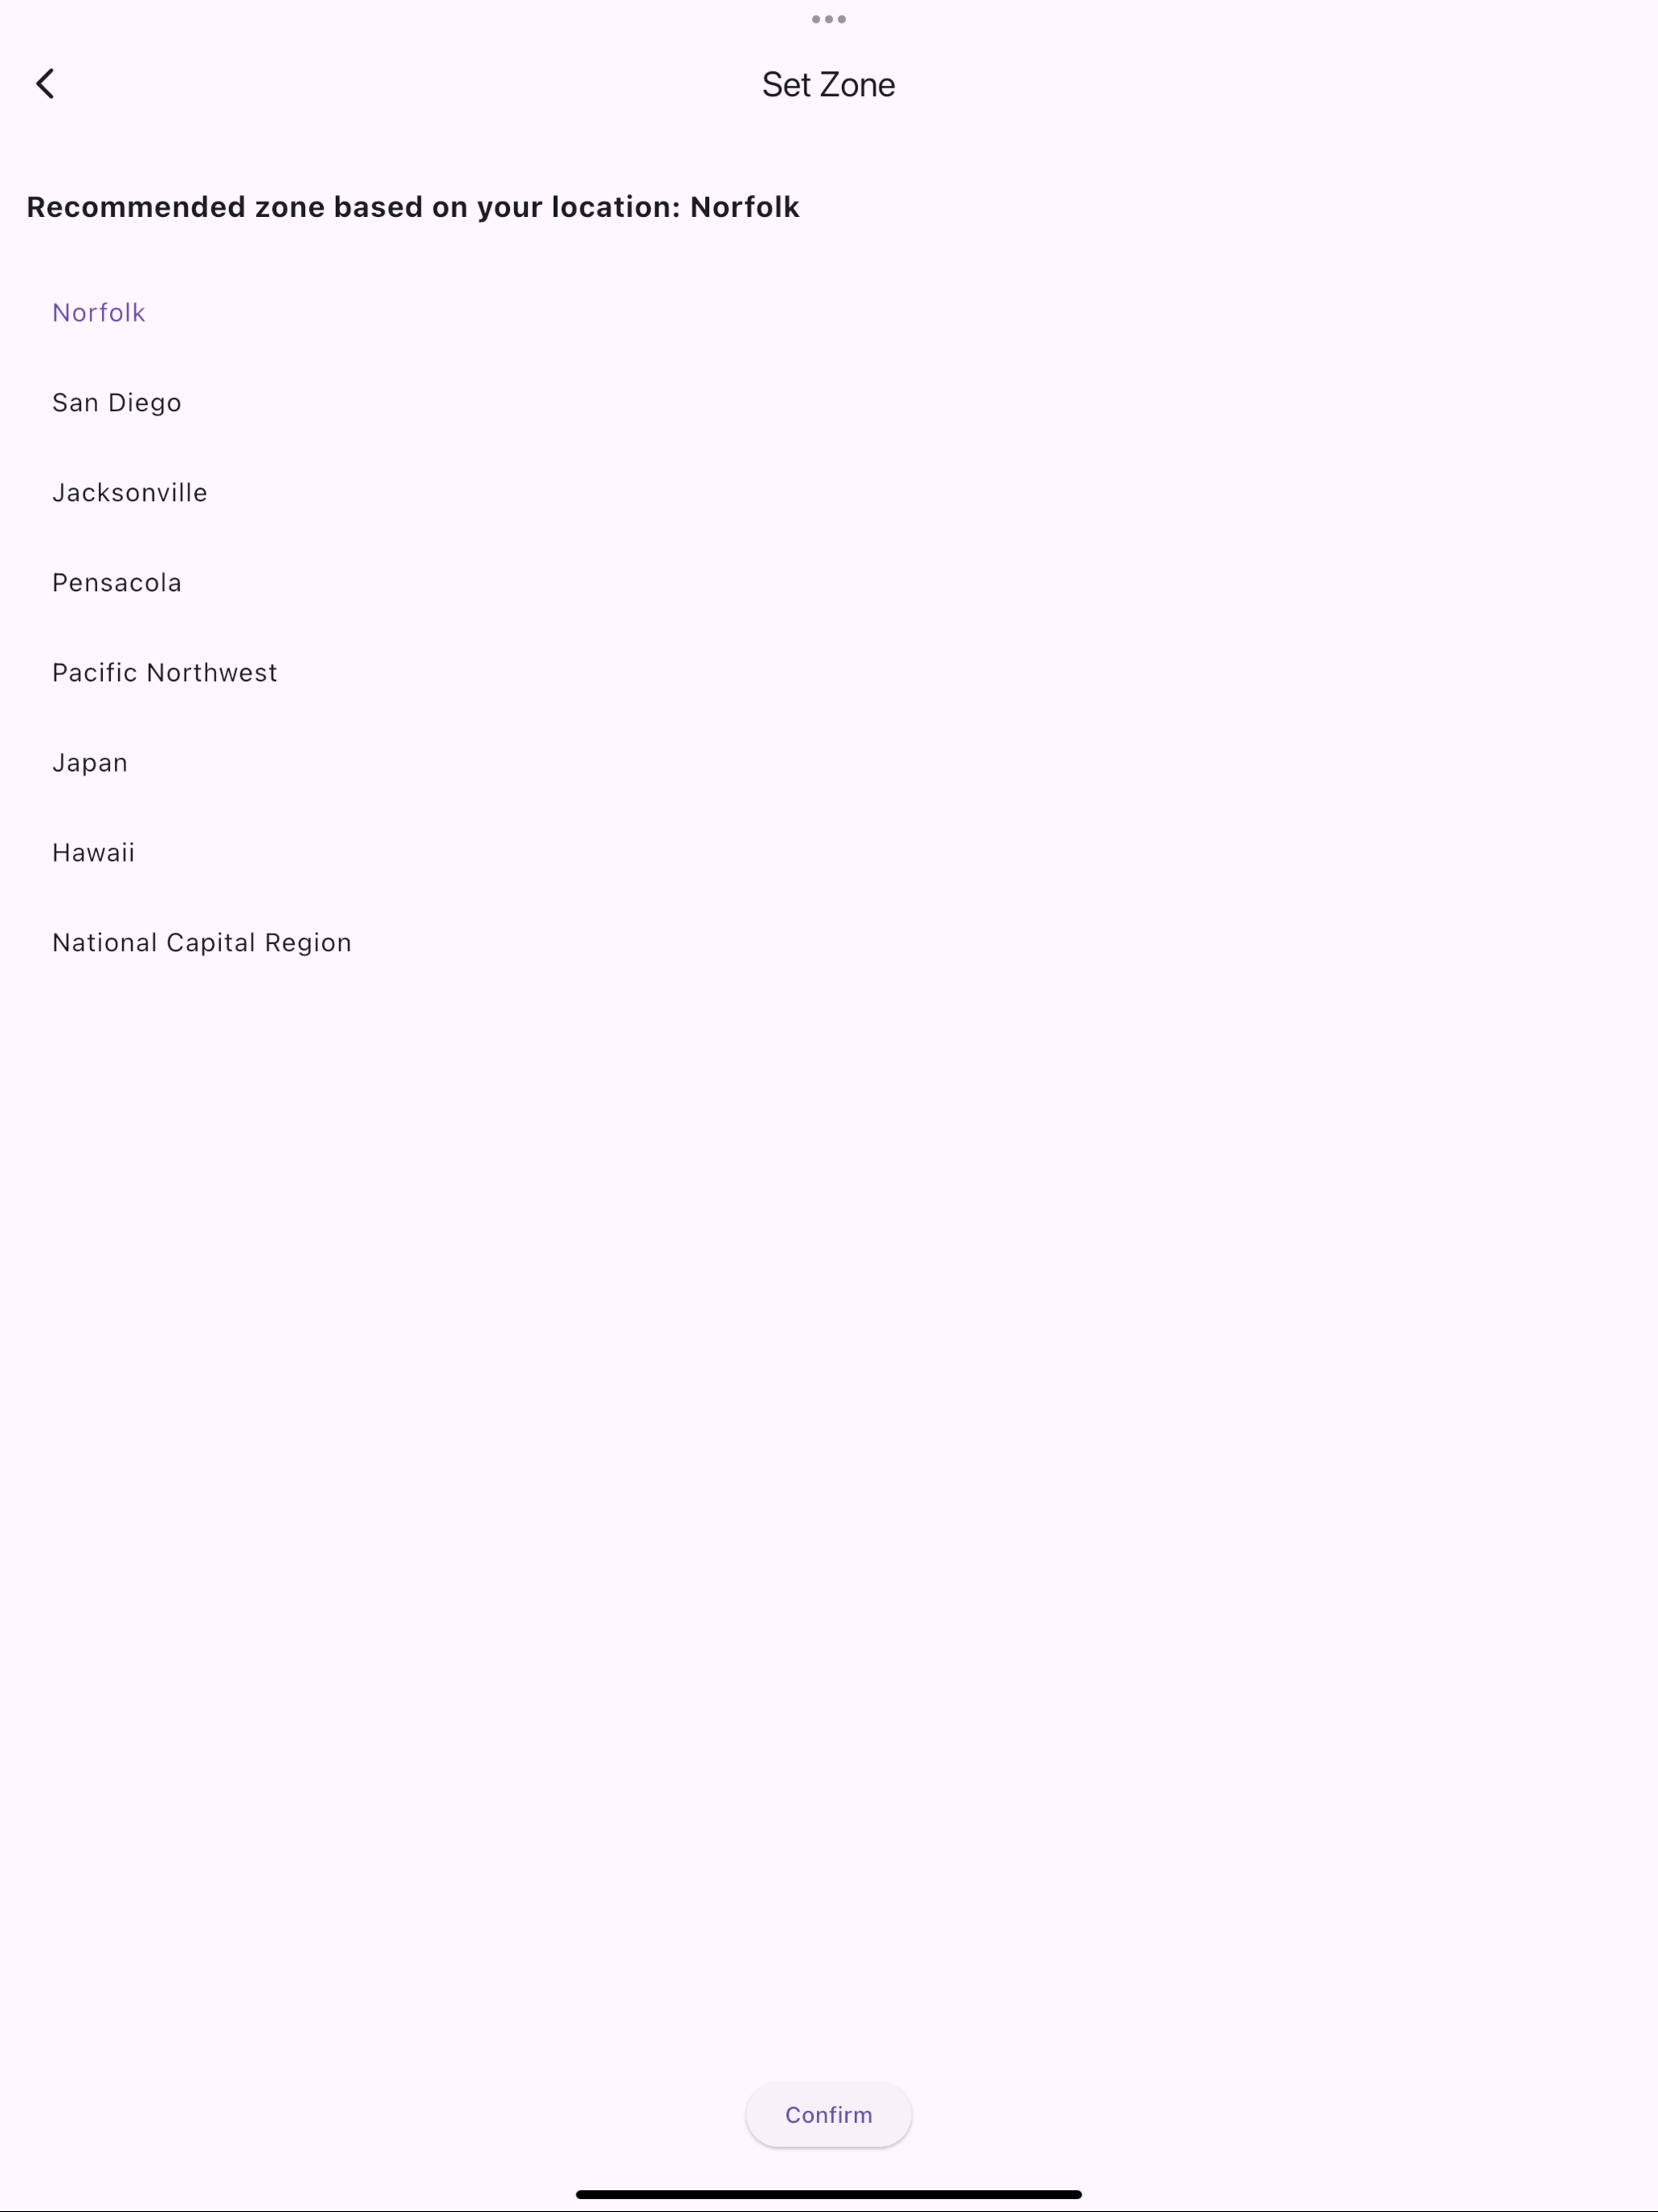 Set Zone
Recommended zone based on your location: Norfolk
Norfolk
San Diego
Jacksonville
Pensacola
Pacific Northwest
Japan
Hawaii
National Capital Region
Confirm